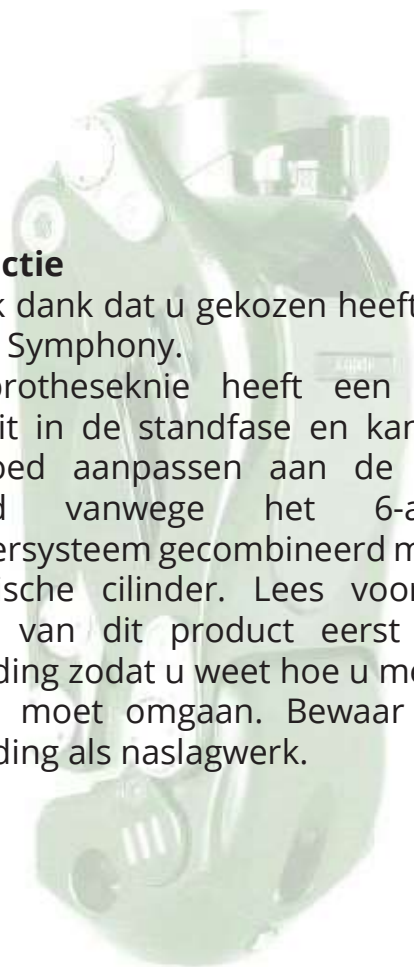 ctie
k dank dat u gekozen heeft
Symphony.
rotheseknie heeft een
it in de standfase en kan
oed aanpassen aan de
d vanwege het 6-a
ersysteem gecombineerd m
ische cilinder. Lees voor
van dit product eerst
ding zodat u weet hoe u me
moet omgaan. Bewaar
ding als naslagwerk.